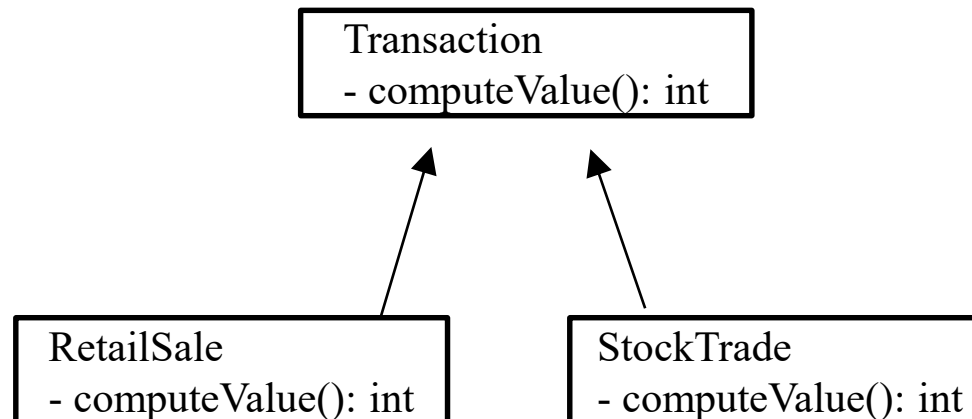 Transaction
- computeValue(): int
RetailSale
- computeValue(): int
StockTrade
- computeValue(): int